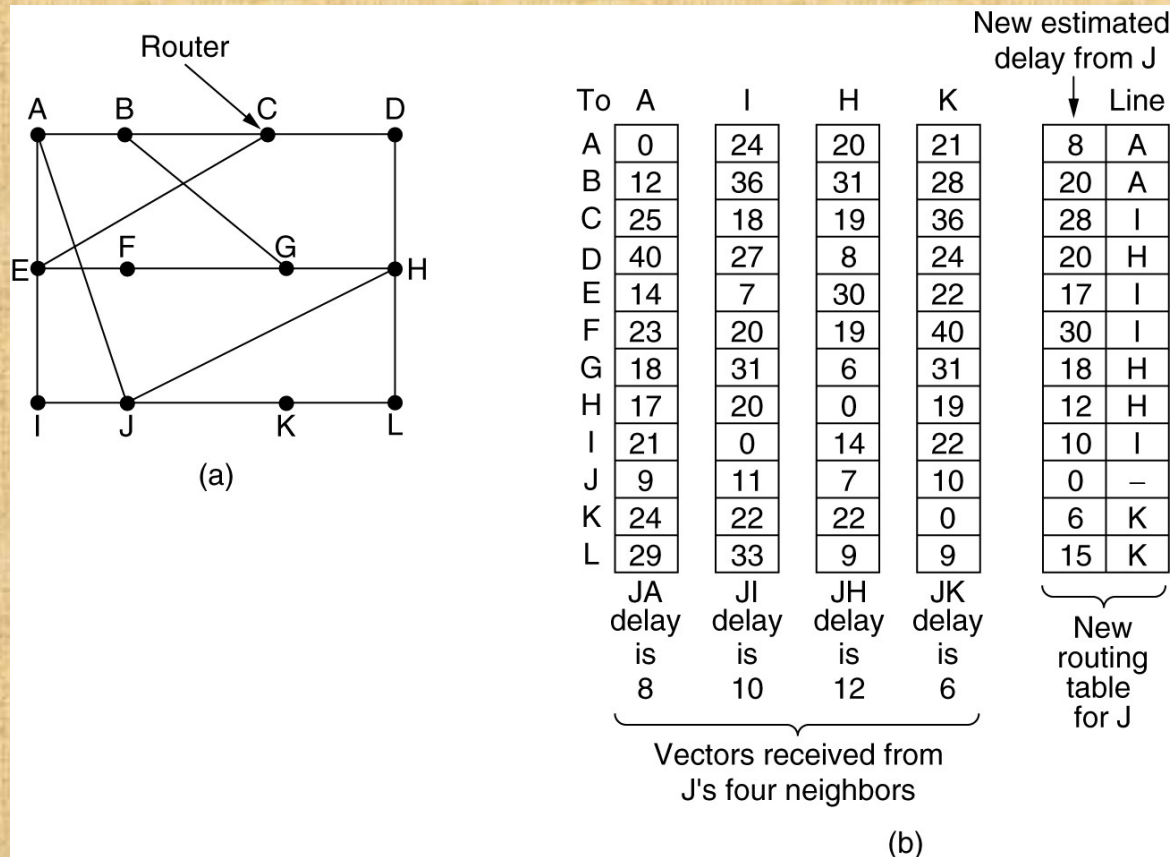 Router
A B C D
E F G H
I J K L
(a)
New estimated
delay from J
To A I H K Line
A 0 24 20 21 8 A
B 12 36 31 28 20 A
C 25 18 19 36 28 I
D 40 27 8 24 20 H
E 14 7 30 22 17 I
F 23 20 19 40 30 I
G 18 31 6 31 18 H
H 17 20 0 19 12 H
I 21 0 14 22 10 I
J 9 11 7 10 0 –
K 24 22 22 0 6 K
L 29 33 9 9 15 K
JA JI JH JK
delay delay delay delay
is is is is
8 10 12 6
Vectors received from
J's four neighbors
New
routing
table
for J
(b)